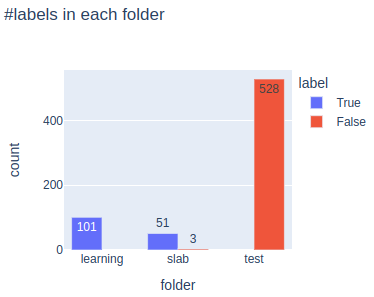 #labels in each folder
label
True
False
count
400
200
0
101
51
3
528
learning
slab
test
folder